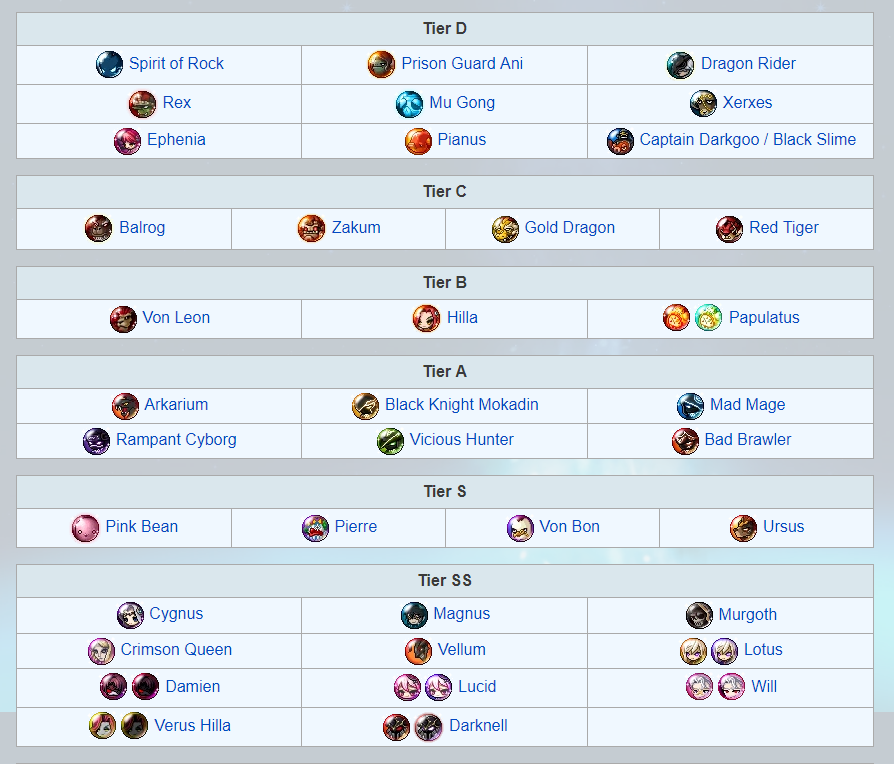 Tier D
Spirit of Rock Prison Guard Ani Dragon Rider
Rex Mu Gong Xerxes
Ephenia Pianus Captain Darkgoo / Black Slime
Tier C
Balrog Zakum Gold Dragon Red Tiger
Tier B
Von Leon Hilla Papulatus
Tier A
Arkarium Black Knight Mokadin Mad Mage
Rampant Cyborg Vicious Hunter Bad Brawler
Tier S
Pink Bean Pierre Von Bon Ursus
Tier SS
Cygnus Magnus Murgoth
Crimson Queen Vellum Lotus
Damien Lucid Will
Verus Hilla Darknell